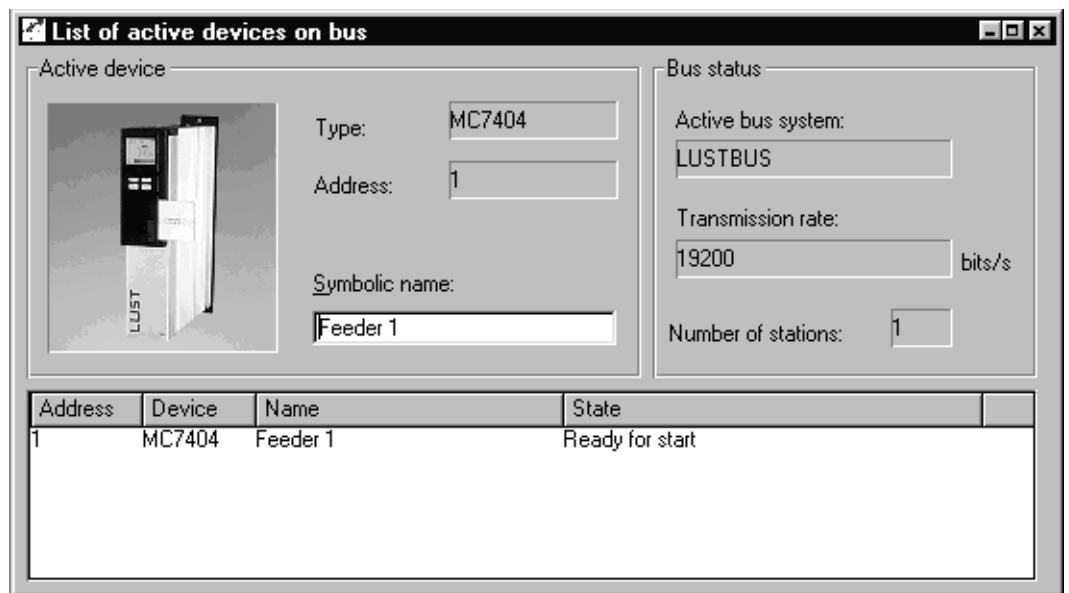 List of active devices on bus
Active device
Type: MC7404
Address: 1
Symbolic name:
Feeder 1
LUST
Bus status
Active bus system:
LUSTBUS
Transmission rate:
19200 bits/s
Number of stations: 1
Address Device Name State
1 MC7404 Feeder 1 Ready for start